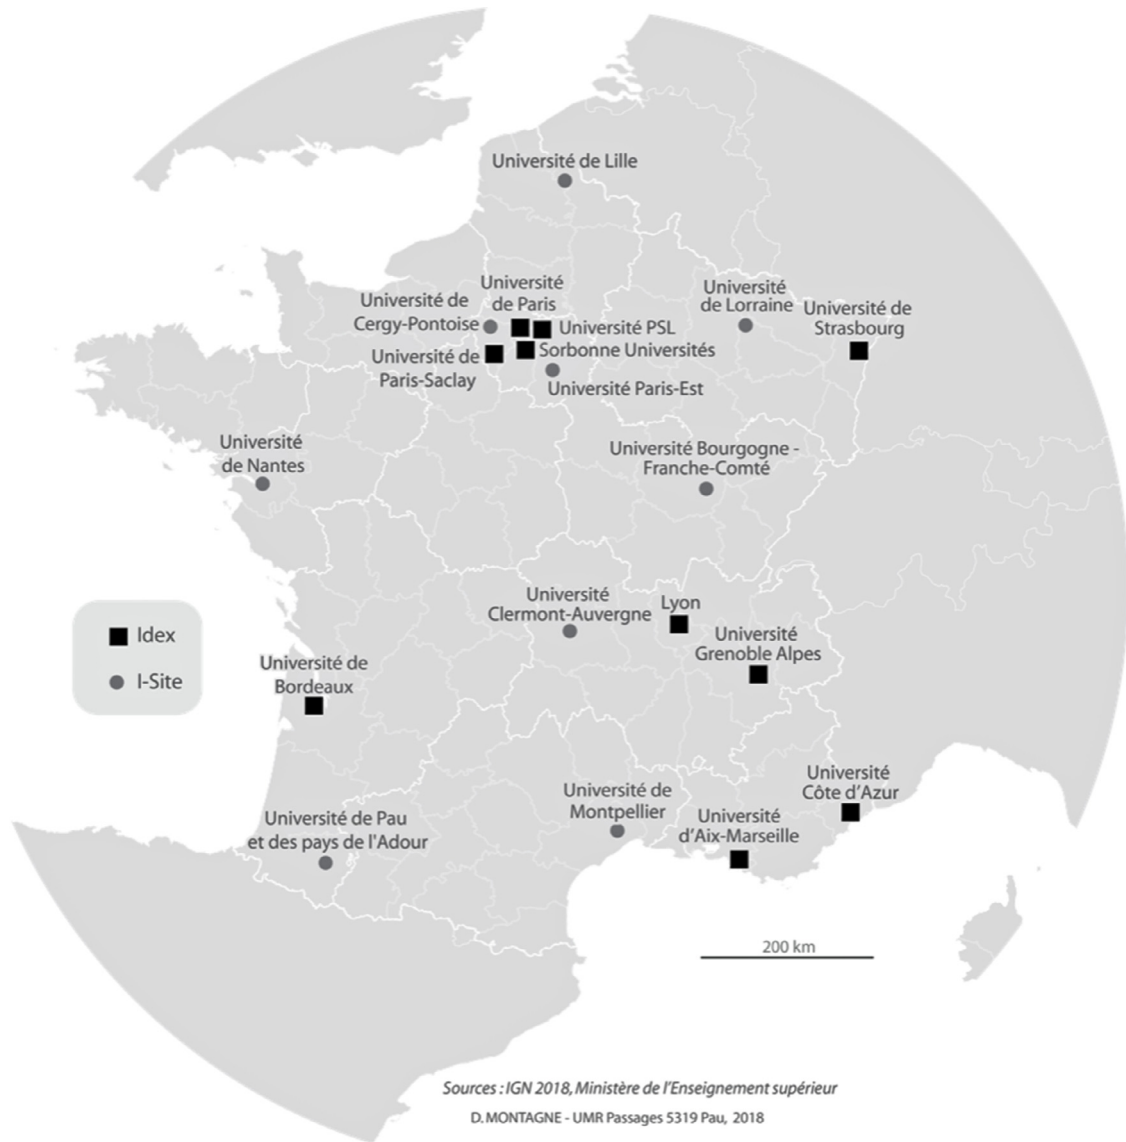 Université de Lille
Université
de Paris
Université de
Cergy-Pontoise
Université PSL
Sorbonne Universités
Université de
Paris-Saclay
Université Paris-Est
Université
de Lorraine
Université de
Strasbourg
Université
de Nantes
Université Bourgogne -
Franche-Comté
Université
Clermont-Auvergne
Lyon
Université
Grenoble Alpes
Idex
I-Site
Université de
Bordeaux
Université
Côte d'Azur
Université de
Montpellier
Université
d'Aix-Marseille
Université de Pau
et des pays de l'Adour
200 km
Sources : IGN 2018, Ministère de l'Enseignement supérieur
D. MONTAGNE - UMR Passages 5319 Pau, 2018